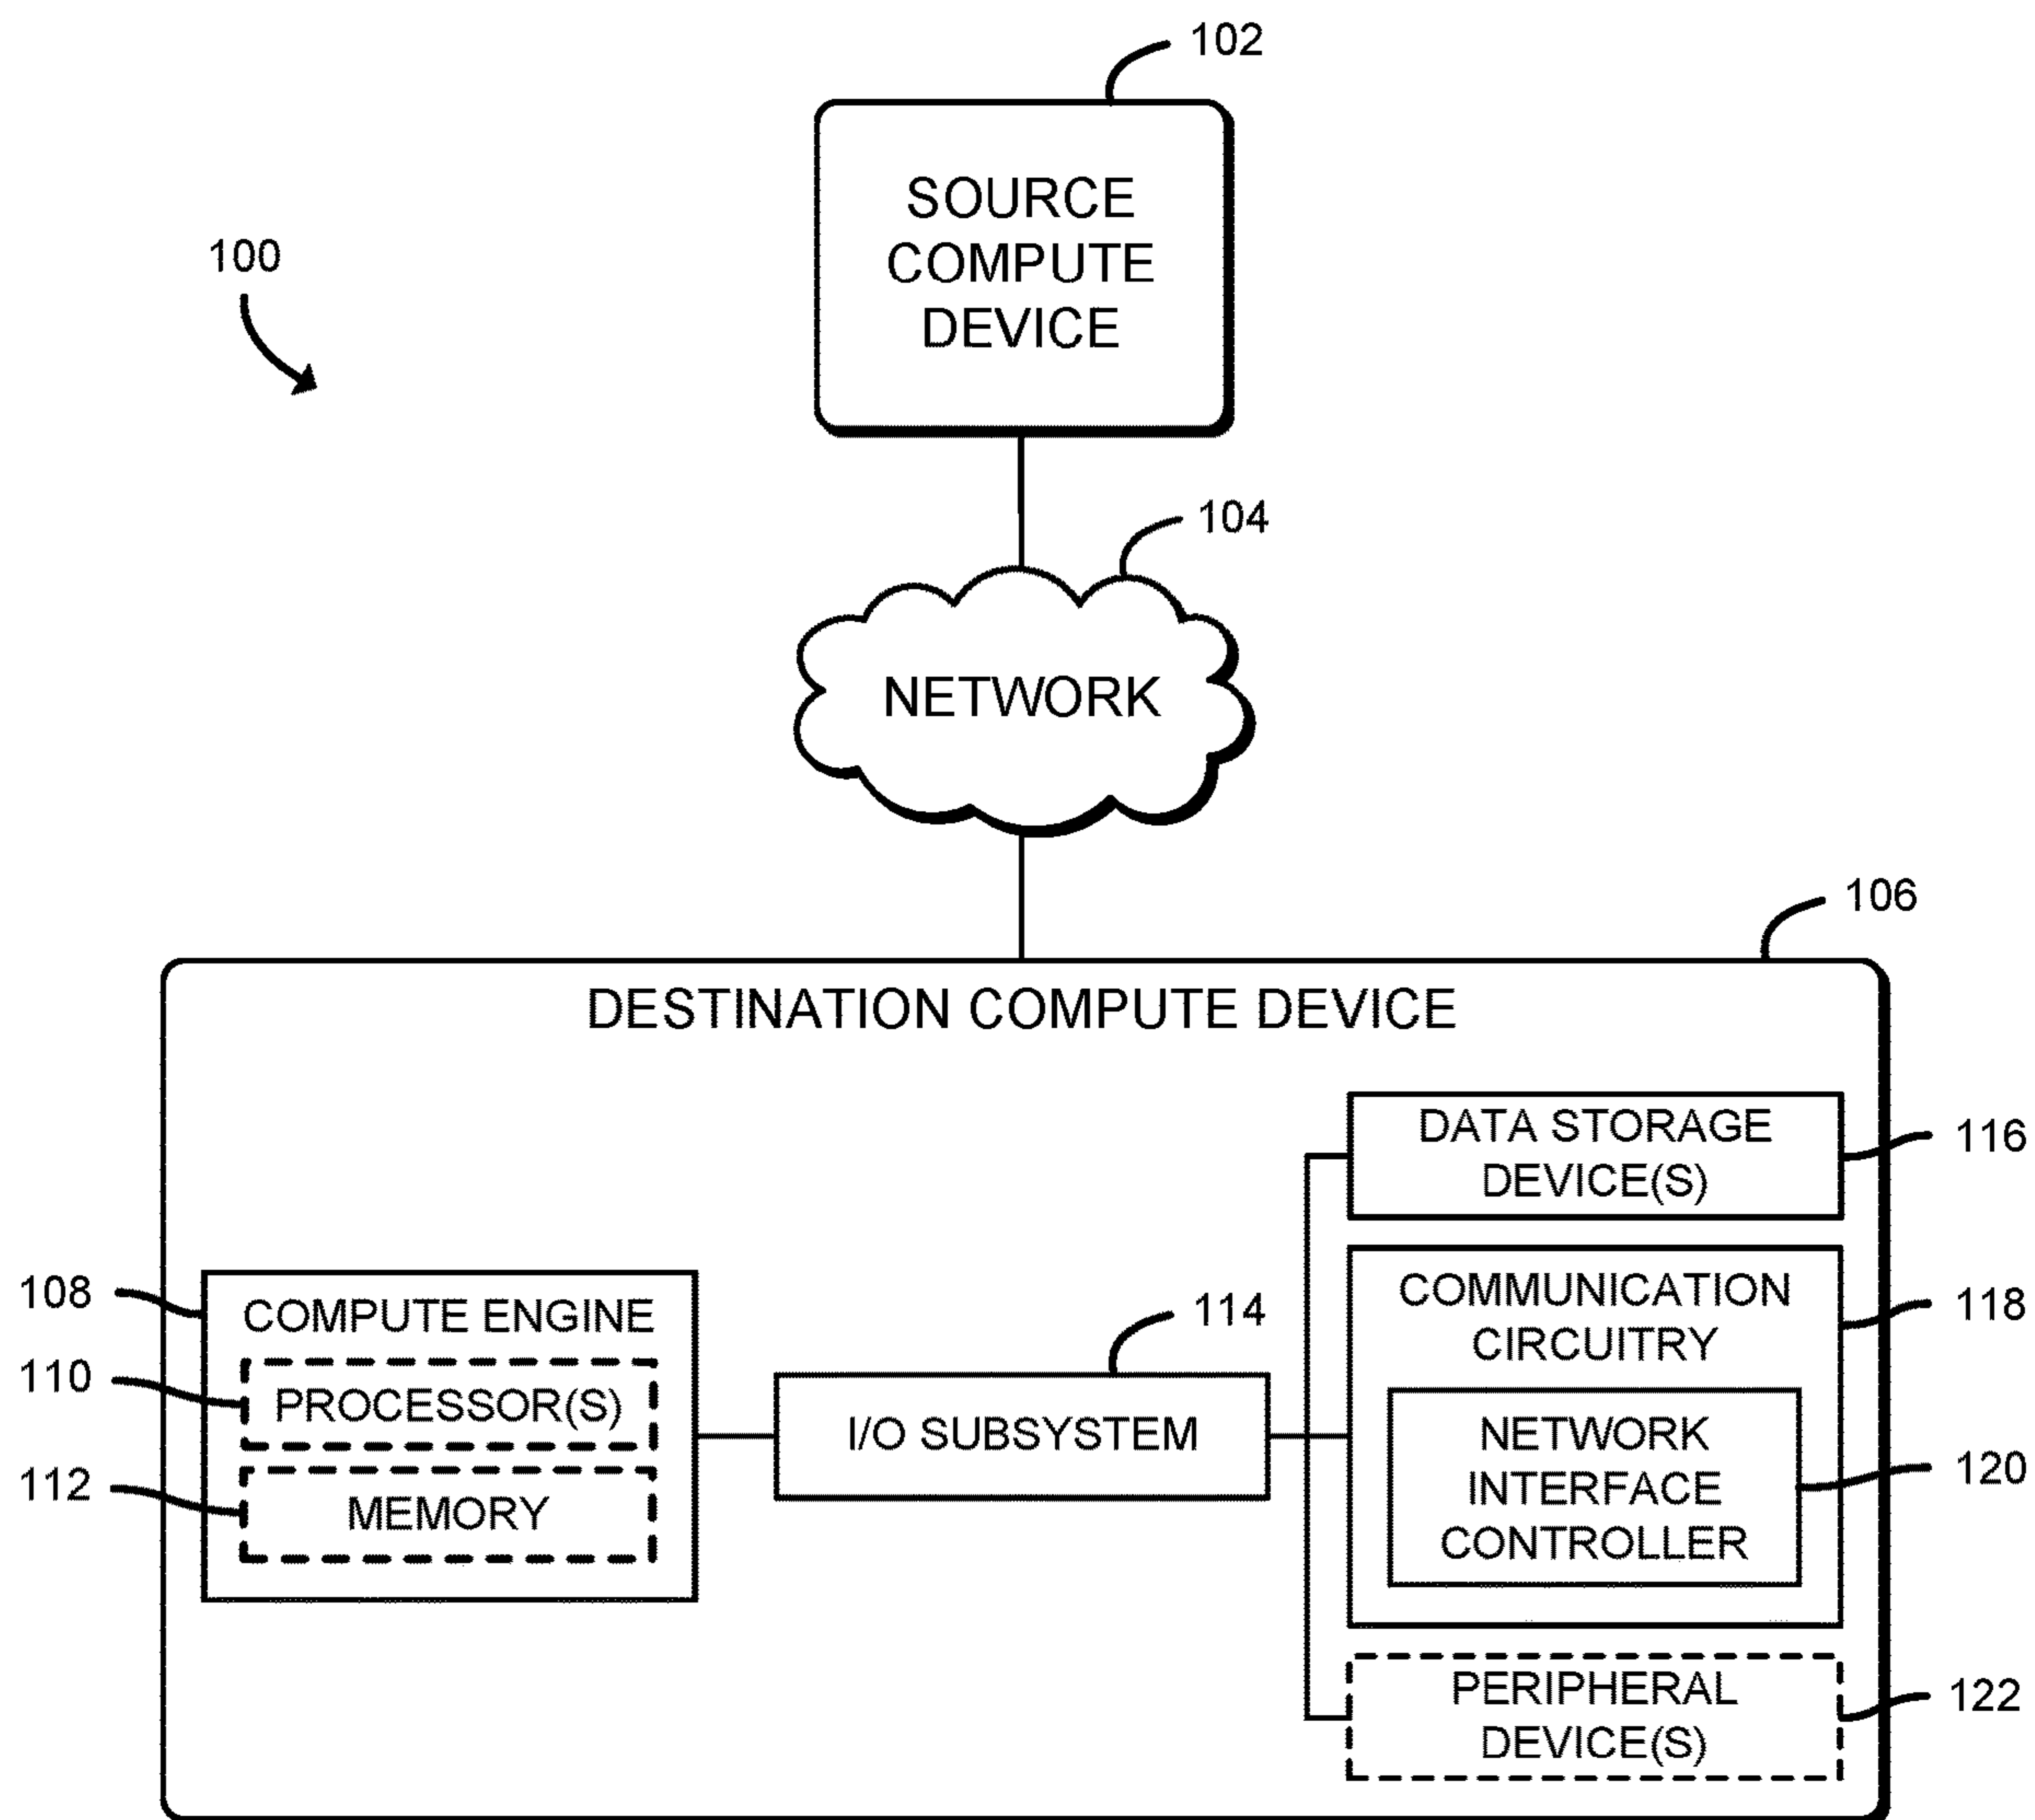 102
SOURCE
COMPUTE
DEVICE
100
104
NETWORK
106
DESTINATION COMPUTE DEVICE
DATA STORAGE
DEVICE(S)
116
108
COMPUTE ENGINE
110
PROCESSOR(S)
112
MEMORY
114
I/O SUBSYSTEM
COMMUNICATION
CIRCUITRY
118
NETWORK
INTERFACE
CONTROLLER
120
PERIPHERAL
DEVICE(S)
122